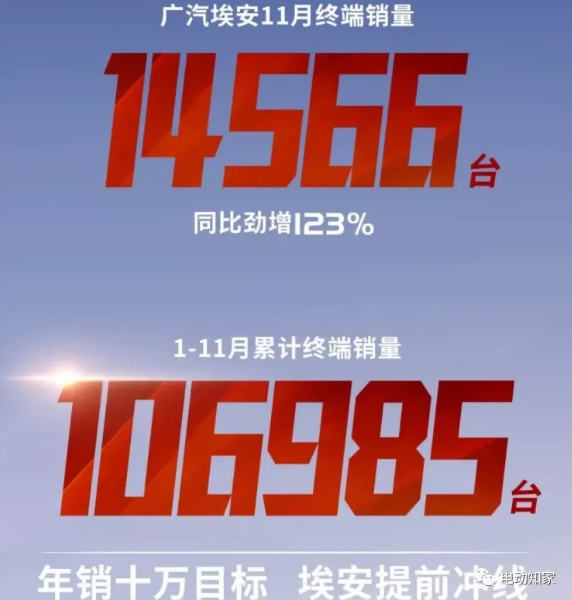 广汽埃安11月终端销量
14566台
同比劲增123%
1-11月累计终端销量
106985台
年销十万目标 埃安提前冲线
电动知家